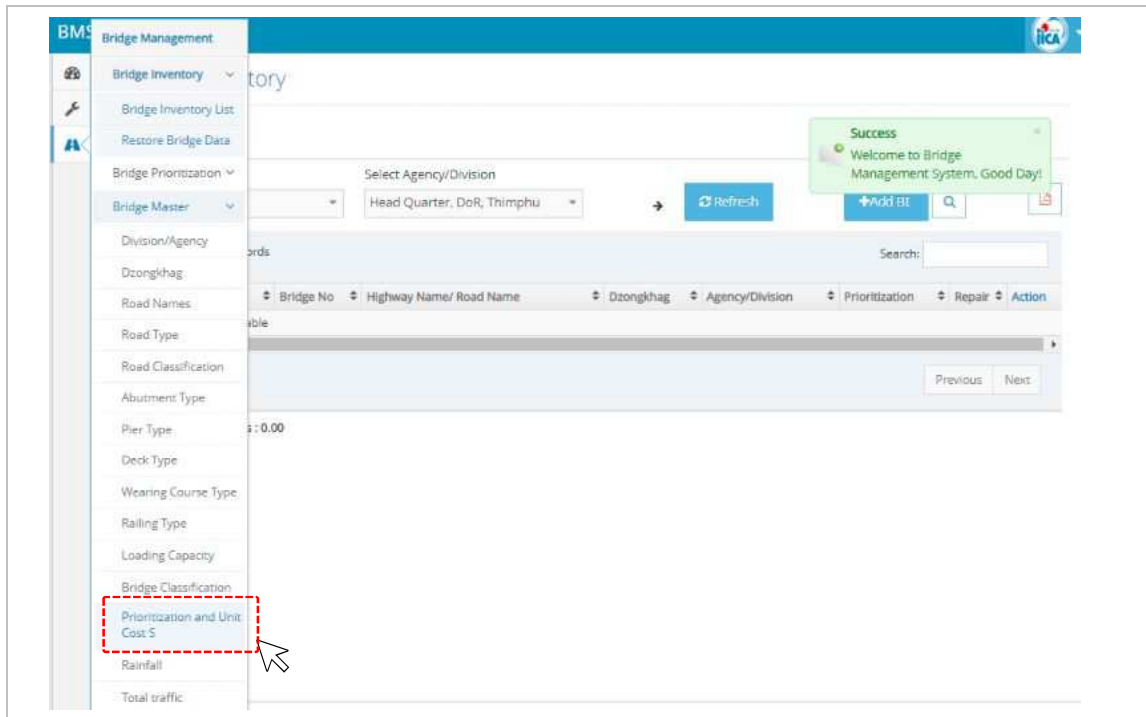 BMS
Bridge Management
JICA
Bridge Inventory
tory
Bridge Inventory List
Restore Bridge Data
Success
Welcome to Bridge
Management System, Good Day!
Bridge Prioritization
Select Agency/Division
Bridge Master
Head Quarter, DoR, Thimphu
Refresh
+Add BI
Division/Agency
ords
Search:
Dzongkhag
Road Names
Bridge No
Highway Name/ Road Name
Dzongkhag
Agency/Division
Prioritization
Repair
Action
Road Type
able
Road Classification
Previous
Next
Abutment Type
Pier Type
s : 0.00
Deck Type
Wearing Course Type
Railing Type
Loading Capacity
Bridge Classification
Prioritization and Unit
Cost S
Rainfall
Total traffic